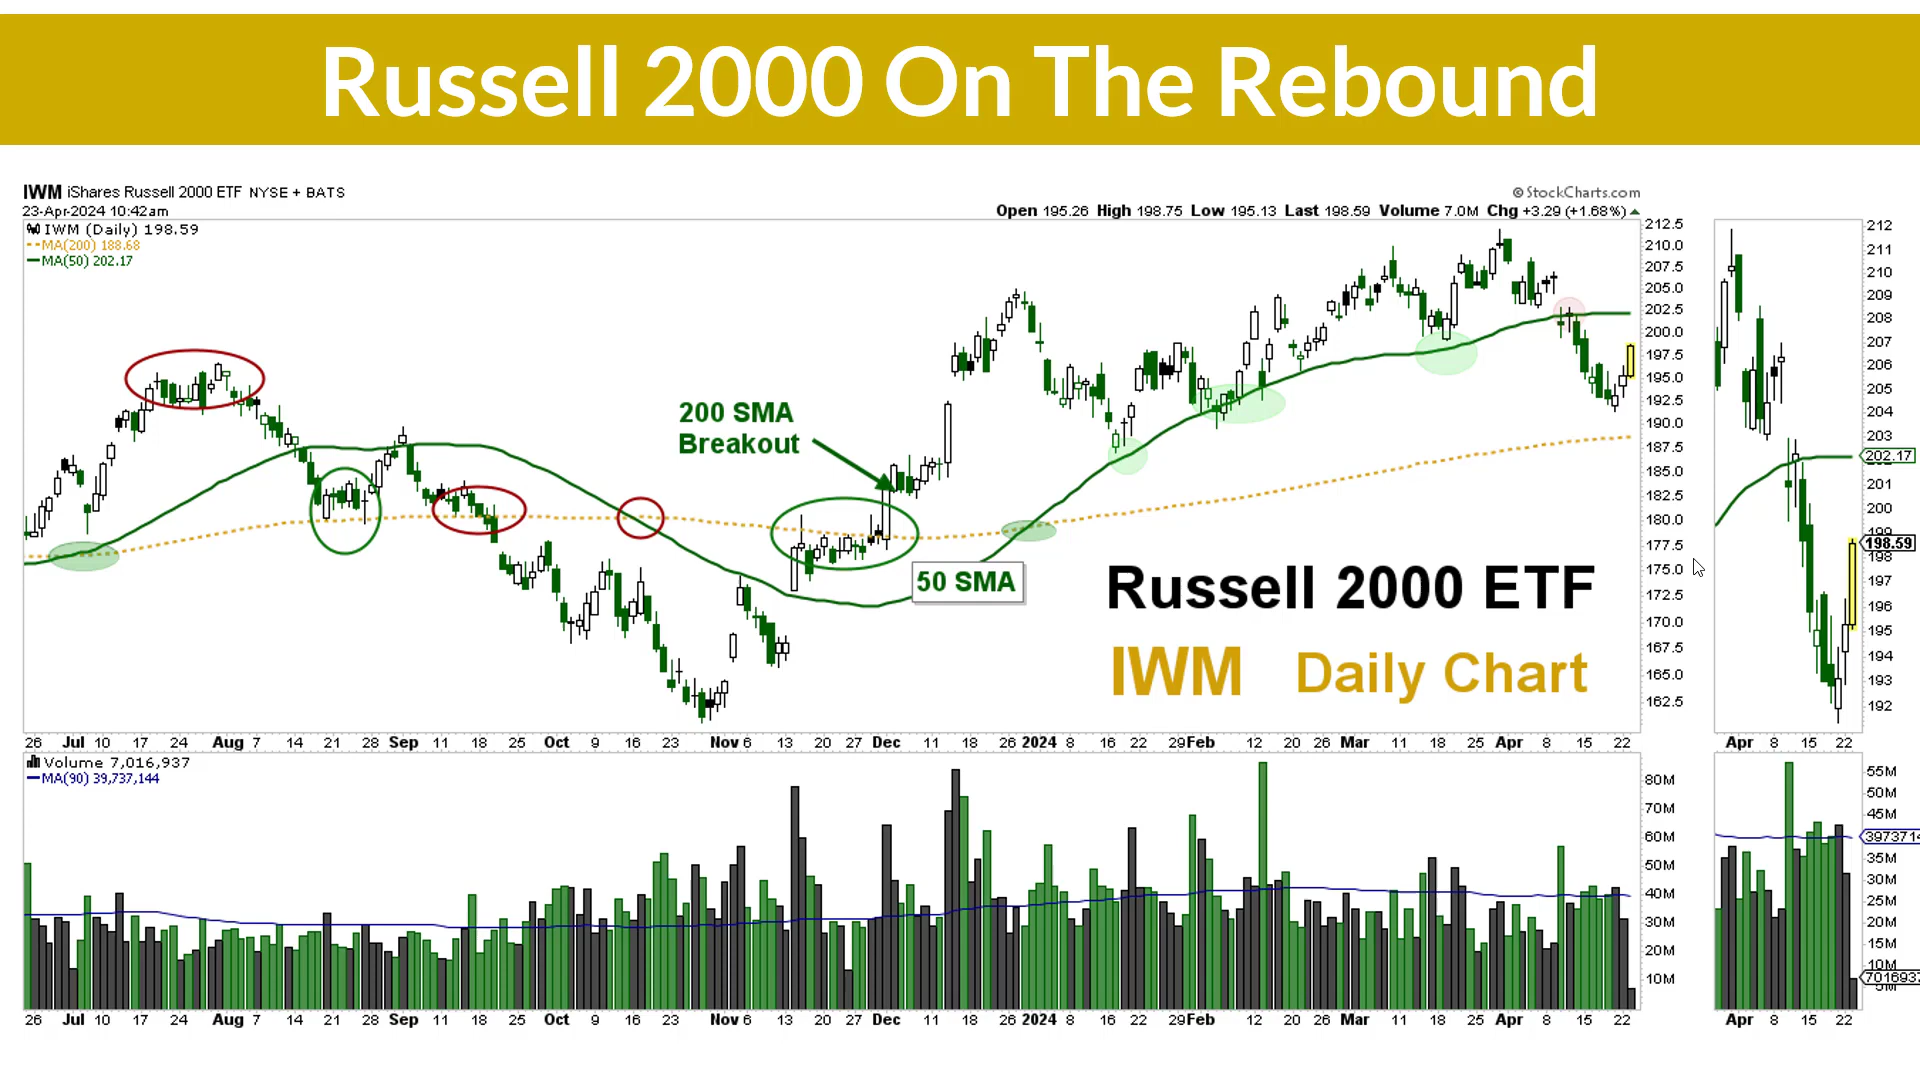 Russell 2000 On The Rebound
IWM iShares Russell 2000 ETF NYSE + BATS
© StockCharts.com
23-Apr-2024 10:42am
Open 195.26 High 198.75 Low 195.13 Last 198.59 Volume 7.0M Chg +3.29 (+1.68%)
IWM (Daily) 198.59
MA(200) 188.68
MA(50) 202.17
212.5
210.0
207.5
205.0
202.5
200.0
197.5
195.0
192.5
190.0
187.5
185.0
182.5
180.0
177.5
175.0
172.5
170.0
167.5
165.0
162.5
200 SMA
Breakout
50 SMA
Russell 2000 ETF
IWM Daily Chart
26 Jul 10 17 24 Aug 7 14 21 28 Sep 11 18 25 Oct 9 16 23 Nov 6 13 20 27 Dec 11 18 26 2024 8 16 22 29 Feb 12 20 26 Mar 11 18 25 Apr 8 15 22
212
211
210
209
208
207
206
205
204
203
202.17
201
200
199
198.59
198
197
196
195
194
193
192
Apr 8 15 22
Volume 7,016,937
MA(90) 39,737,144
80M
70M
60M
50M
40M
30M
20M
10M
26 Jul 10 17 24 Aug 7 14 21 28 Sep 11 18 25 Oct 9 16 23 Nov 6 13 20 27 Dec 11 18 26 2024 8 16 22 29 Feb 12 20 26 Mar 11 18 25 Apr 8 15 22
55M
50M
45M
35M
30M
25M
20M
15M
10M
7016937
5M
Apr 8 15 22